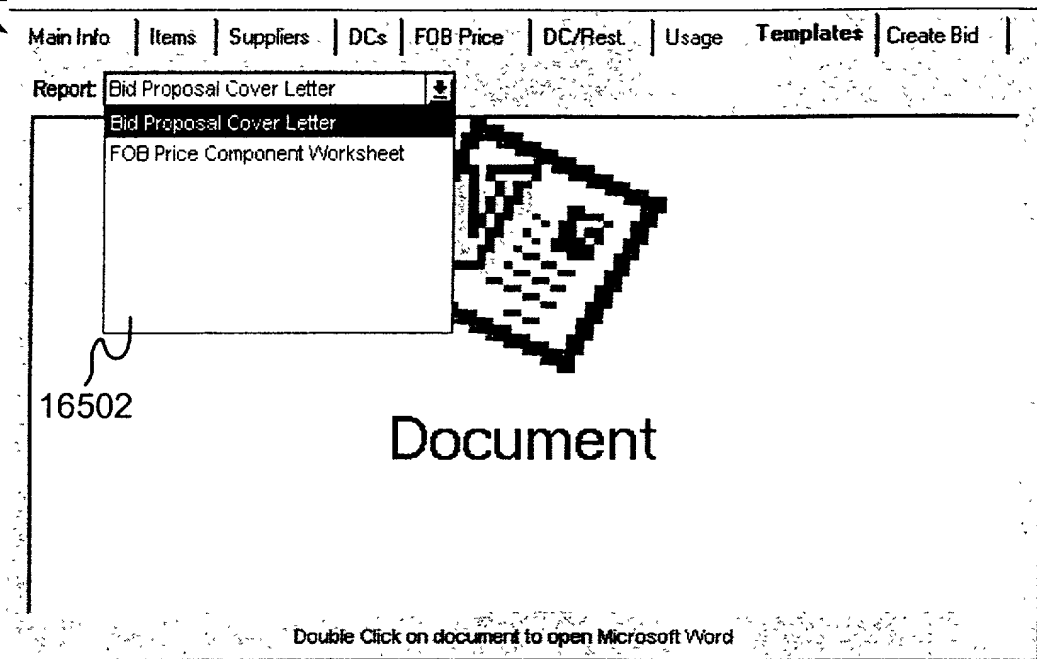 Main Info Items Suppliers DCs FOB Price DC/Rest. Usage Templates Create Bid
Report: Bid Proposal Cover Letter
Bid Proposal Cover Letter
FOB Price Component Worksheet
16502
Document
Double Click on document to open Microsoft Word